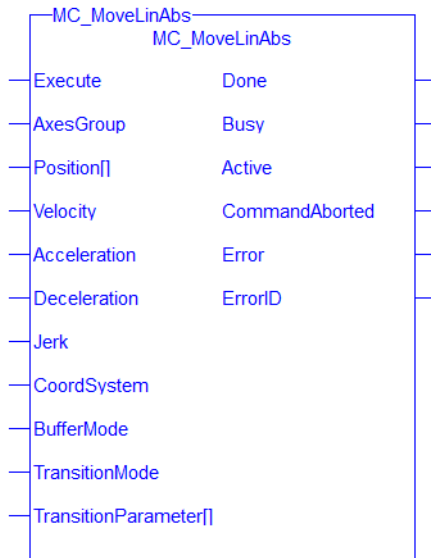 MC_MoveLinAbs
MC_MoveLinAbs
Execute Done
AxesGroup Busy
Position[] Active
Velocity CommandAborted
Acceleration Error
Deceleration ErrorID
Jerk
CoordSystem
BufferMode
TransitionMode
TransitionParameter[]